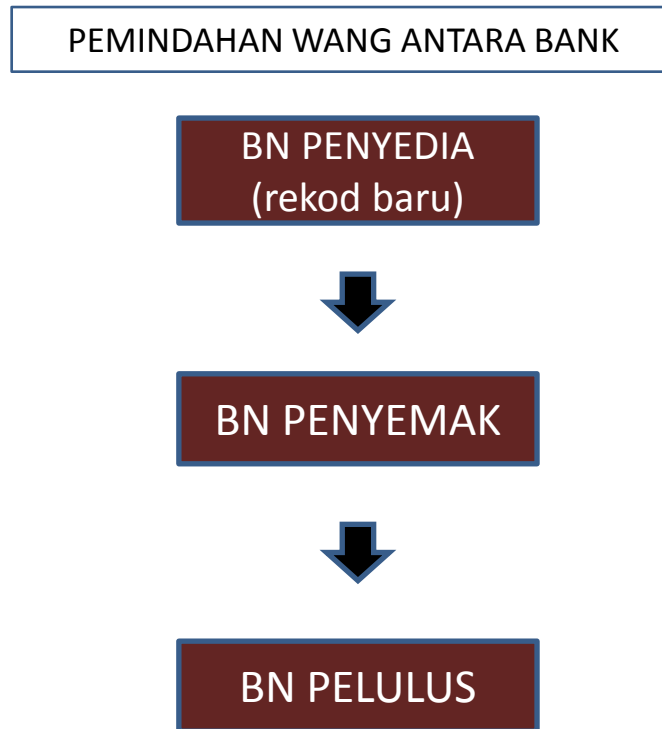 PEMINDAHAN WANG ANTARA BANK
BN PENYEDIA
(rekod baru)
BN PENYEMAK
BN PELULUS